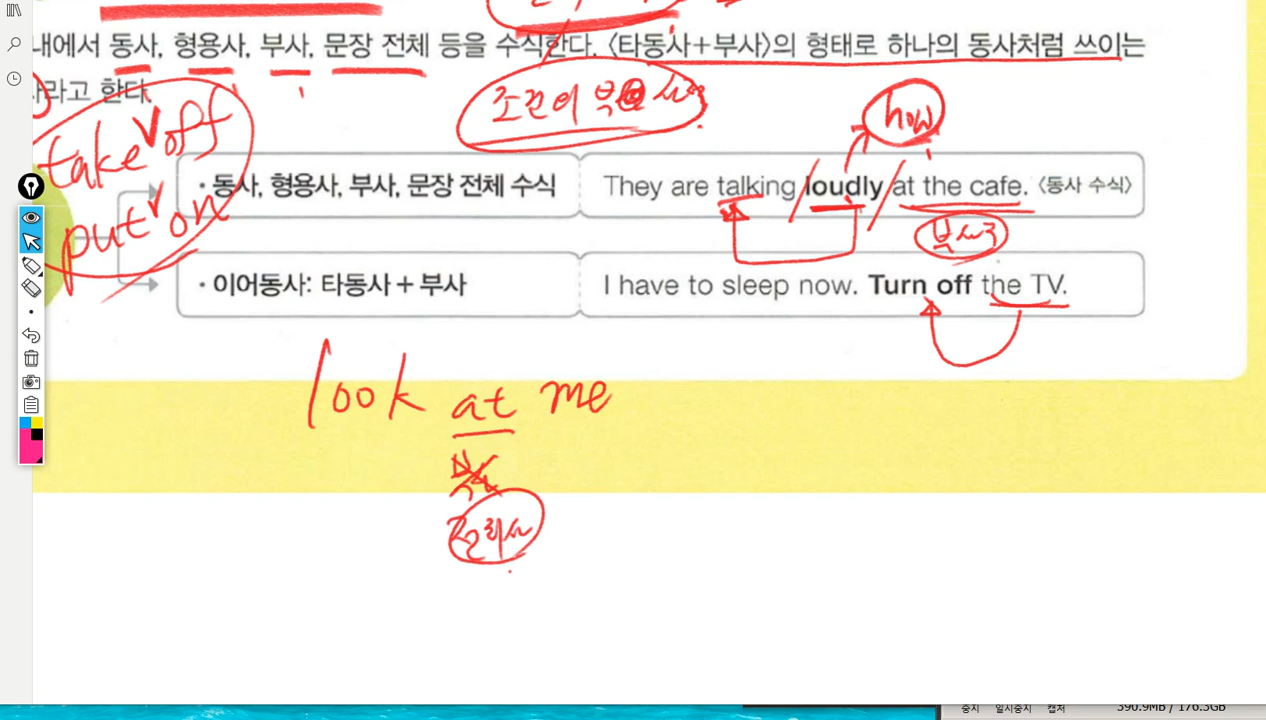 내에서 동사, 형용사, 부사, 문장 전체 등을 수식한다. 〈타동사+부사〉의 형태로 하나의 동사처럼 쓰이는
라고 한다.
how
take off
put on
· 동사, 형용사, 부사, 문장 전체 수식
They are talking loudly at the cafe. 〈동사 수식〉
부사구
· 이어동사: 타동사 + 부사
I have to sleep now. Turn off the TV.
look at me
전치사
중지 일시중지 캡처 390.9MB / 176.3GB